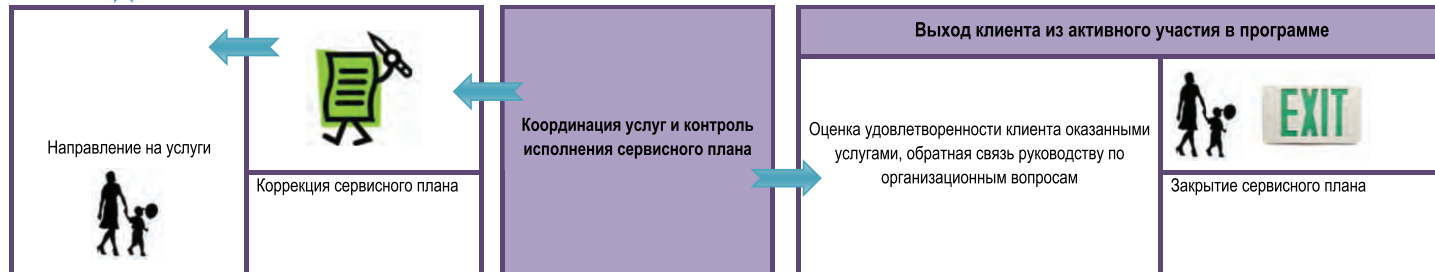 Направление на услуги
Коррекция сервисного плана
Координация услуг и контроль
исполнения сервисного плана
Выход клиента из активного участия в программе
Оценка удовлетворенности клиента оказанными
услугами, обратная связь руководству по
организационным вопросам
EXIT
Закрытие сервисного плана